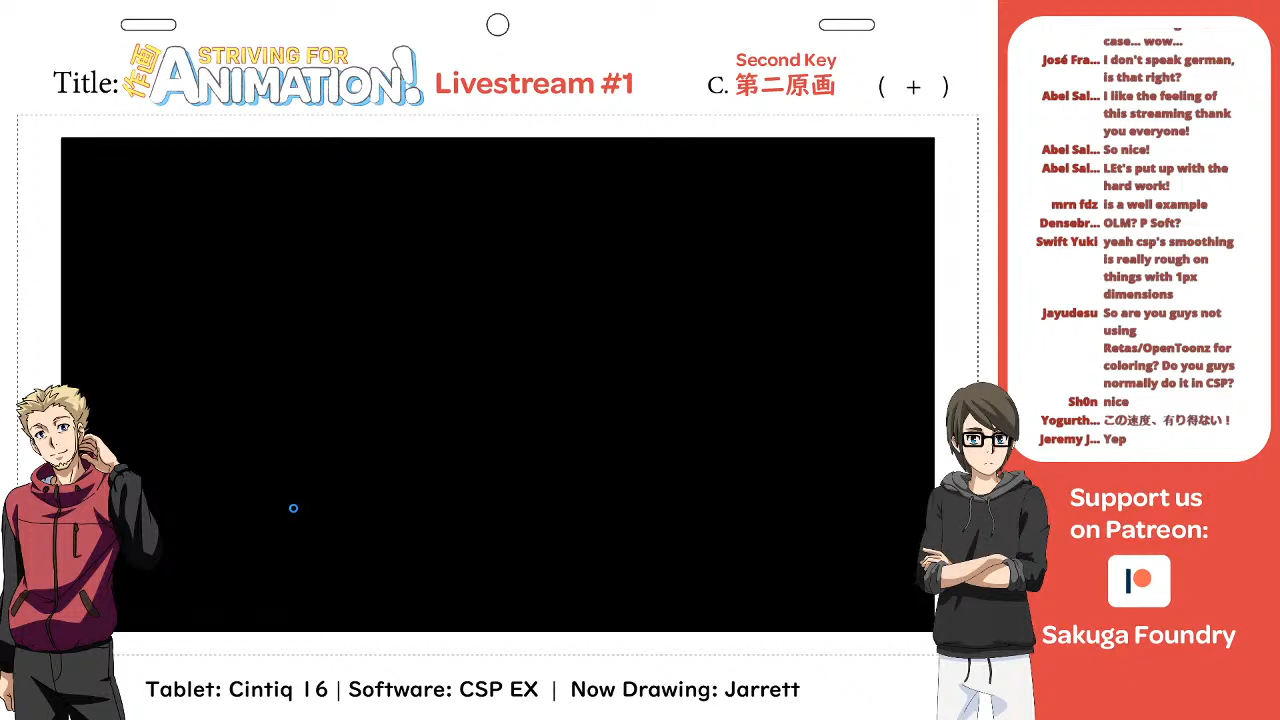 Title:
作画
STRIVING FOR
ANIMATION!
Livestream #1
Second Key
C. 第二原画 ( + )
case... wow...
José Fra... I don't speak german,
is that right?
Abel Sal... I like the feeling of
this streaming thank
you everyone!
Abel Sal... So nice!
Abel Sal... LEt's put up with the
hard work!
mrn fdz is a well example
Densebr... OLM? P Soft?
Swift Yuki yeah csp's smoothing
is really rough on
things with 1px
dimensions
Jayudesu So are you guys not
using
Retas/OpenToonz for
coloring? Do you guys
normally do it in CSP?
Sh0n nice
Yogurth... この速度、有り得ない！
Jeremy J... Yep
Support us
on Patreon:
Sakuga Foundry
Tablet: Cintiq 16 | Software: CSP EX | Now Drawing: Jarrett